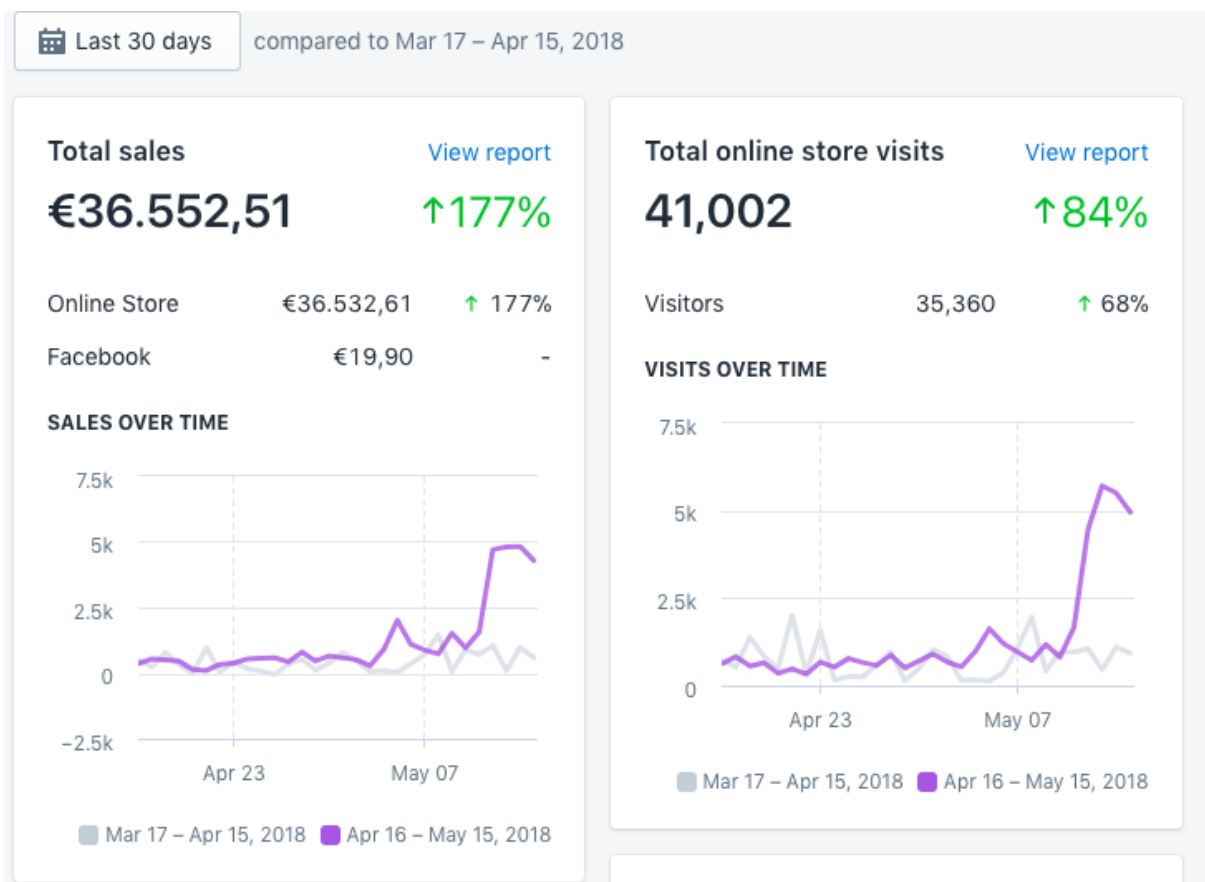 Last 30 days compared to Mar 17 – Apr 15, 2018
Total sales View report
€36.552,51 ↑177%
Online Store €36.532,61 ↑ 177%
Facebook €19,90 -
SALES OVER TIME
7.5k
5k
2.5k
0
−2.5k
Apr 23 May 07
Mar 17 – Apr 15, 2018 Apr 16 – May 15, 2018
Total online store visits View report
41,002 ↑84%
Visitors 35,360 ↑ 68%
VISITS OVER TIME
7.5k
5k
2.5k
0
Apr 23 May 07
Mar 17 – Apr 15, 2018 Apr 16 – May 15, 2018